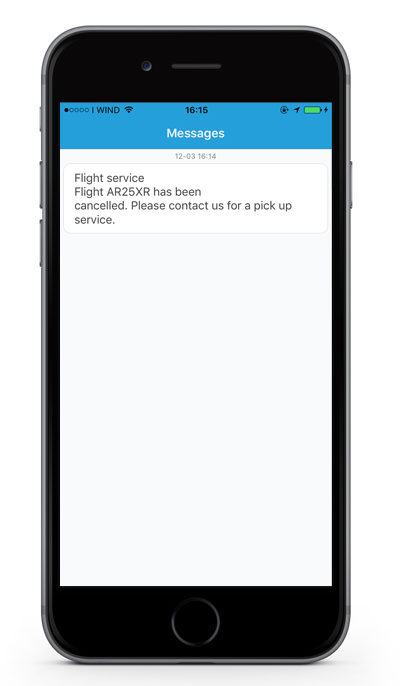 I WIND 16:15
Messages
12-03 16:14
Flight service
Flight AR25XR has been
cancelled. Please contact us for a pick up
service.